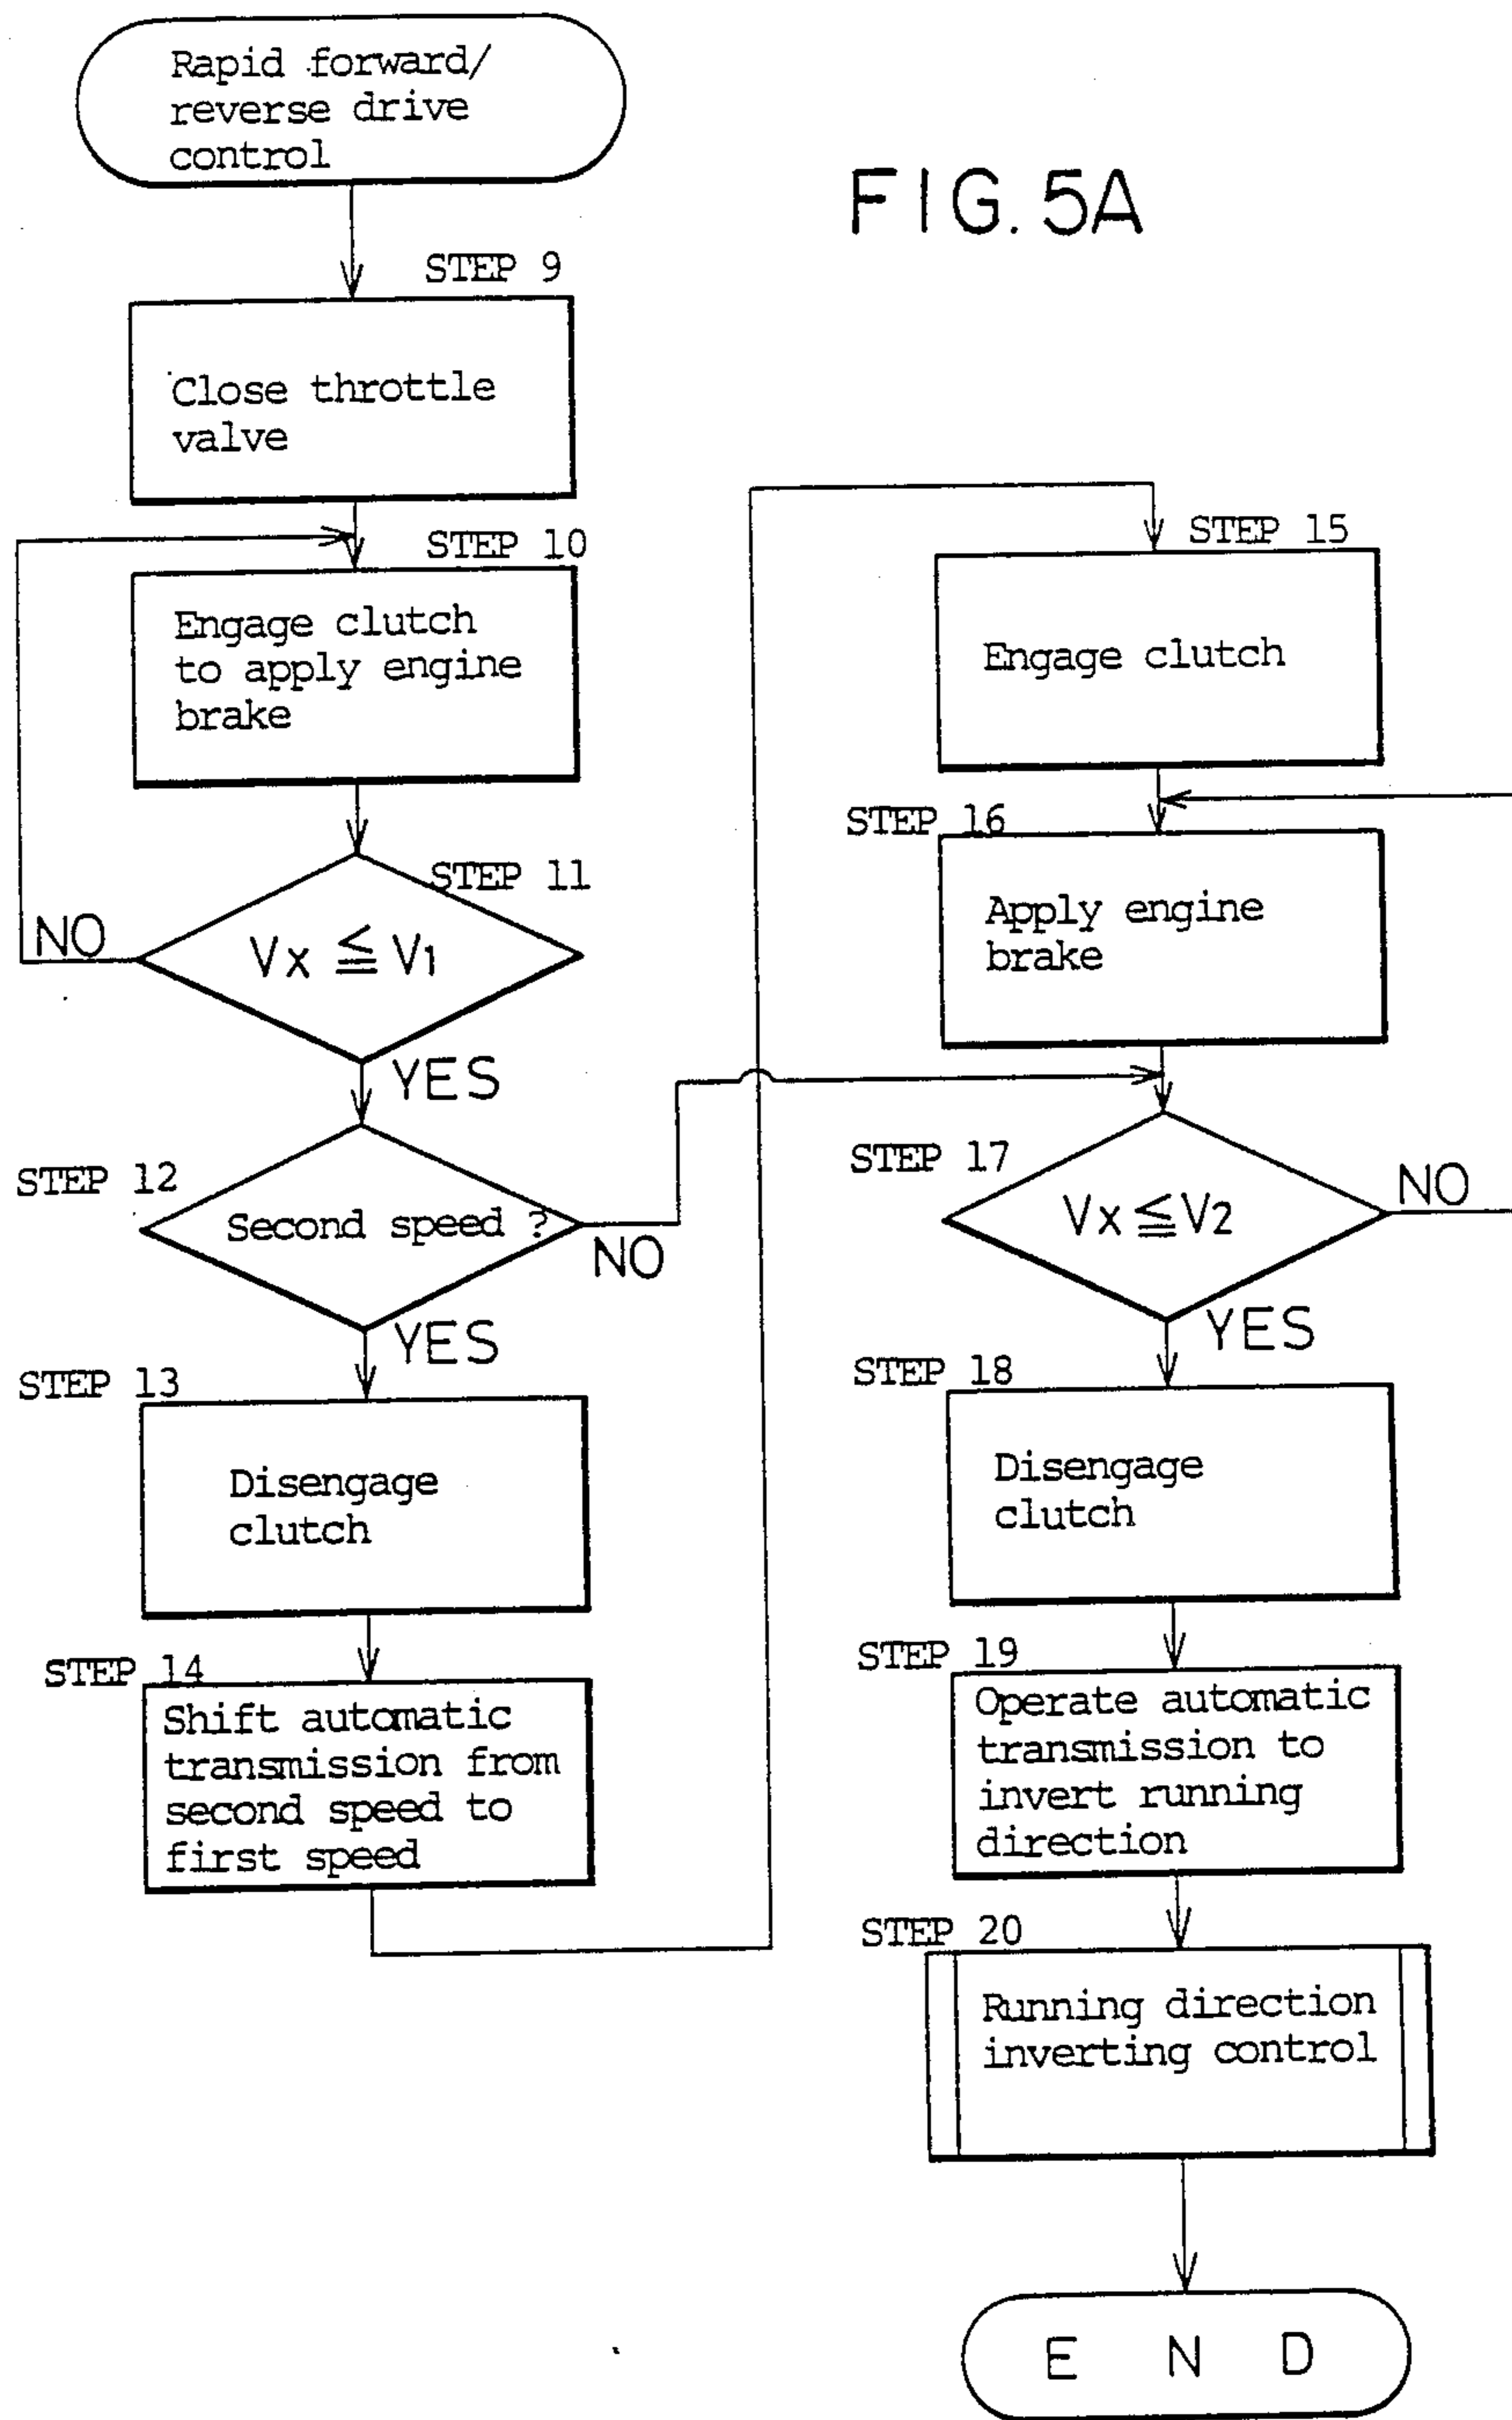 Rapid forward/
reverse drive
control
FIG. 5A
STEP 9
Close throttle
valve
STEP 10
Engage clutch
to apply engine
brake
STEP 11
Vx ≦ V1
NO
YES
STEP 12
Second speed ?
NO
YES
STEP 13
Disengage
clutch
STEP 14
Shift automatic
transmission from
second speed to
first speed
STEP 15
Engage clutch
STEP 16
Apply engine
brake
STEP 17
Vx ≦ V2
NO
YES
STEP 18
Disengage
clutch
STEP 19
Operate automatic
transmission to
invert running
direction
STEP 20
Running direction
inverting control
E N D